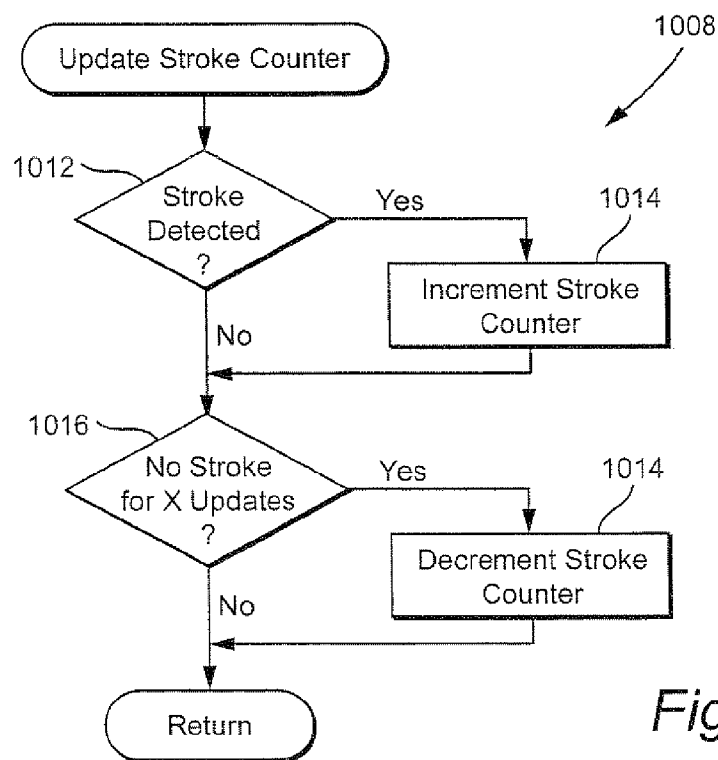 Update Stroke Counter
1008
1012
Stroke
Detected
?
Yes
1014
Increment Stroke
Counter
No
1016
No Stroke
for X Updates
?
Yes
1014
Decrement Stroke
Counter
No
Return
Fig